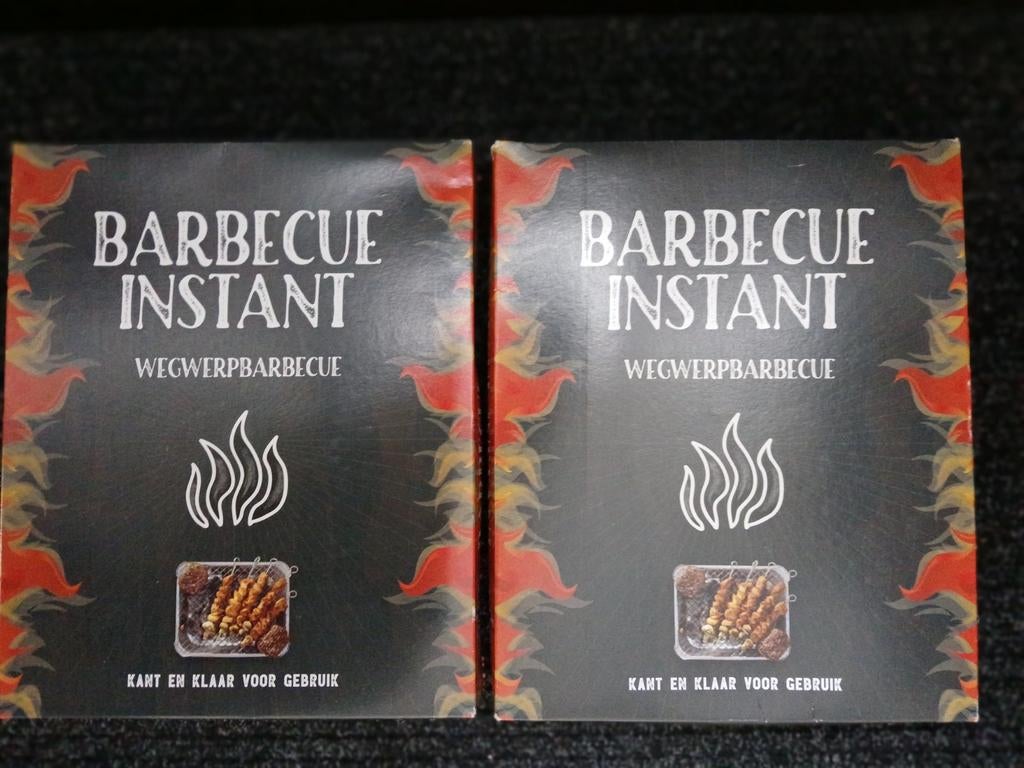 BARBECUE
INSTANT
WEGWERPBARBECUE
KANT EN KLAAR VOOR GEBRUIK
BARBECUE
INSTANT
WEGWERPBARBECUE
KANT EN KLAAR VOOR GEBRUIK